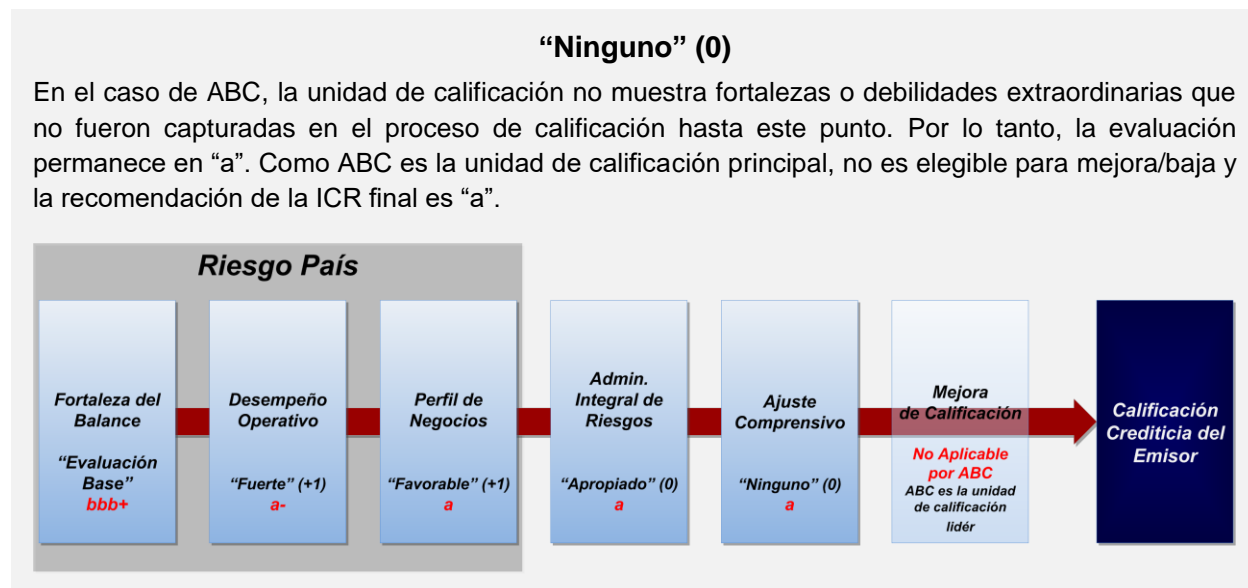 “Ninguno” (0)
En el caso de ABC, la unidad de calificación no muestra fortalezas o debilidades extraordinarias que
no fueron capturadas en el proceso de calificación hasta este punto. Por lo tanto, la evaluación
permanece en “a”. Como ABC es la unidad de calificación principal, no es elegible para mejora/baja y
la recomendación de la ICR final es “a”.
Riesgo País
Fortaleza del
Balance
“Evaluación
Base”
bbb+
Desempeño
Operativo
“Fuerte” (+1)
a-
Perfil de
Negocios
“Favorable” (+1)
a
Admin.
Integral de
Riesgos
“Apropiado” (0)
a
Ajuste
Comprensivo
“Ninguno” (0)
a
Mejora
de Calificación
No Aplicable
por ABC
ABC es la unidad
de calificación
lidér
Calificación
Crediticia del
Emisor